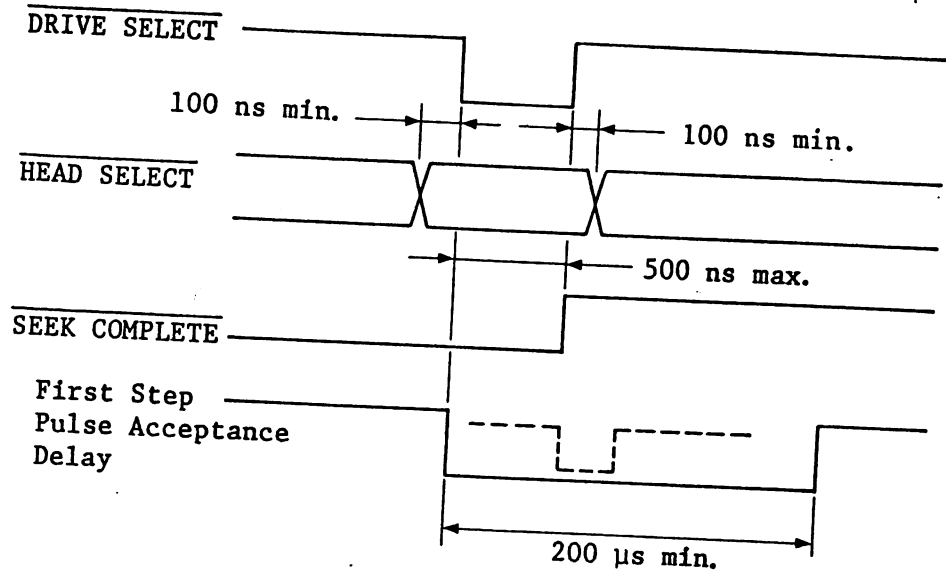 DRIVE SELECT
100 ns min.
100 ns min.
HEAD SELECT
500 ns max.
SEEK COMPLETE
First Step
Pulse Acceptance
Delay
200 μs min.